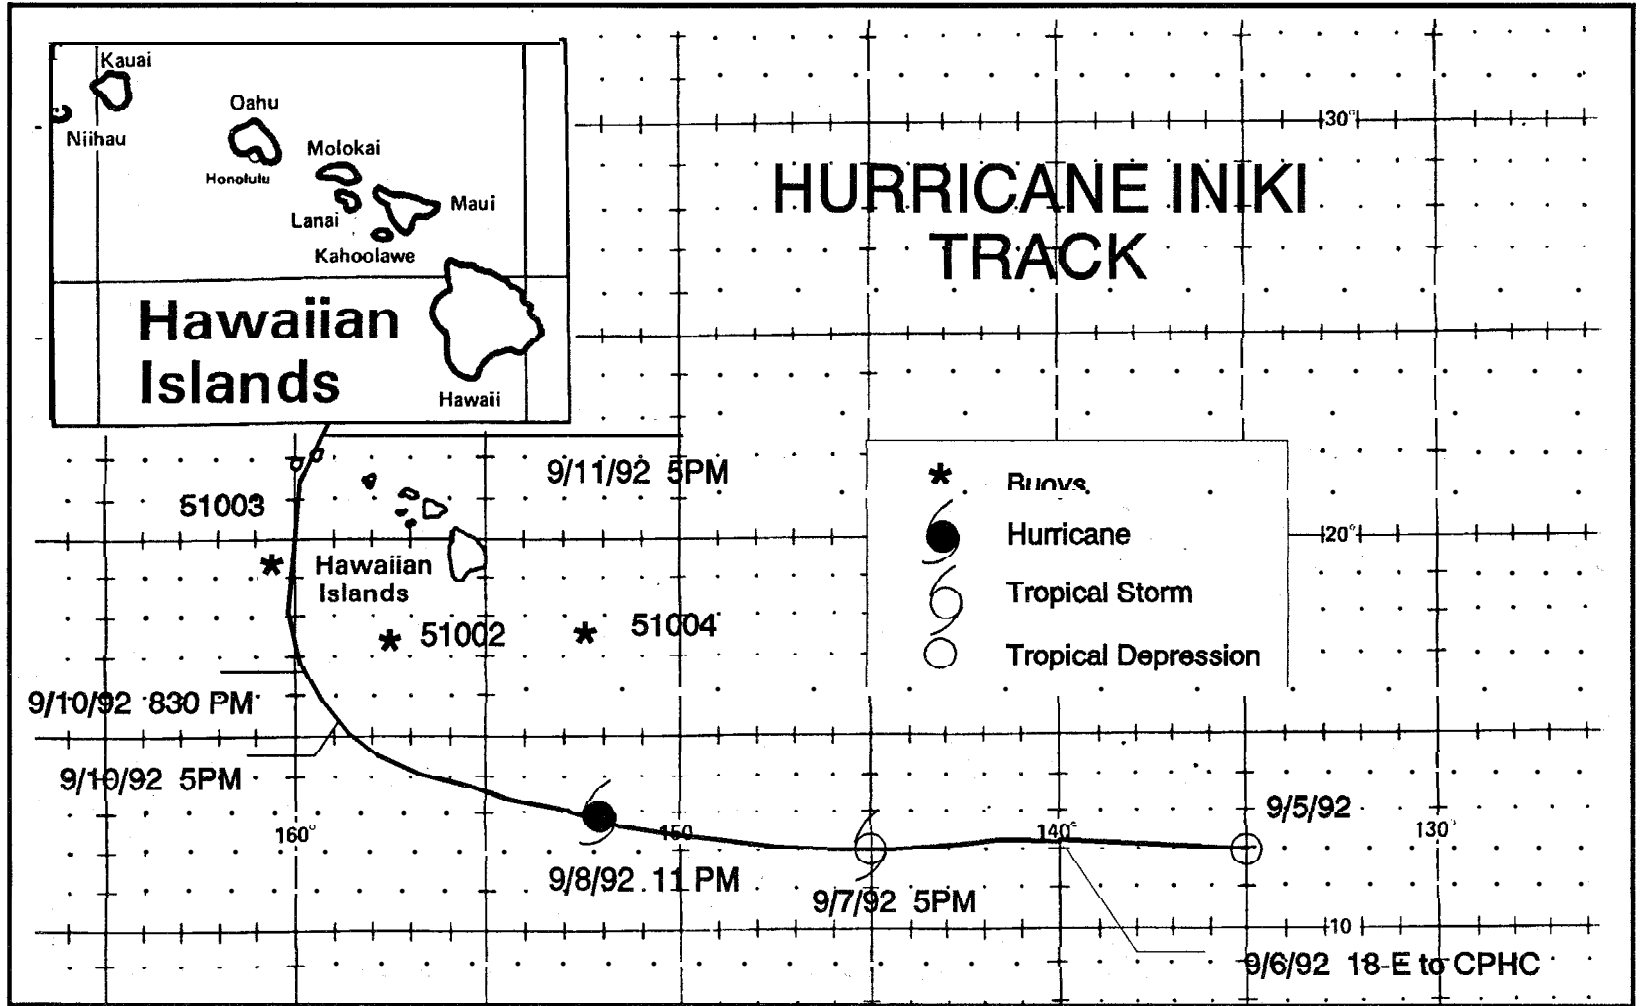 Kauai
Oahu
Niihau
Molokai
Honolulu
Maui
Lanai
Kahoolawe
Hawaiian
Islands
Hawaii
30°
HURRICANE INIKI
TRACK
9/11/92 5PM
51003
Buoys
Hurricane
20°
Hawaiian
Islands
Tropical Storm
51002
51004
Tropical Depression
9/10/92 830 PM
9/10/92 5PM
160°
150
140°
9/5/92
130°
9/8/92 11 PM
9/7/92 5PM
10
9/6/92 18-E to CPHC